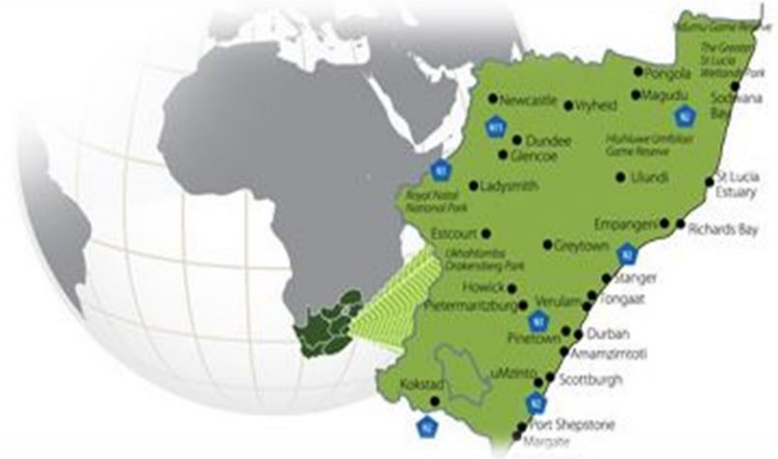 Ndumu Game Reserve
The Greater
St Lucia
Wetlands Park
Pongola
Magudu
Sodwana
Bay
Newcastle
Vryheid
N11
N2
Dundee
Glencoe
Hluhluwe Umfolozi
Game Reserve
N3
Ladysmith
Ulundi
St Lucia
Estuary
Royal Natal
National Park
Estcourt
Empangeni
Richards Bay
Greytown
Ukhahlamba
Drakensberg Park
N2
Stanger
Howick
Pietermaritzburg
Verulam
Tongaat
N3
Pinetown
Durban
Amamzimtoti
uMzinto
Scottburgh
Kokstad
N2
N2
Port Shepstone
Margate